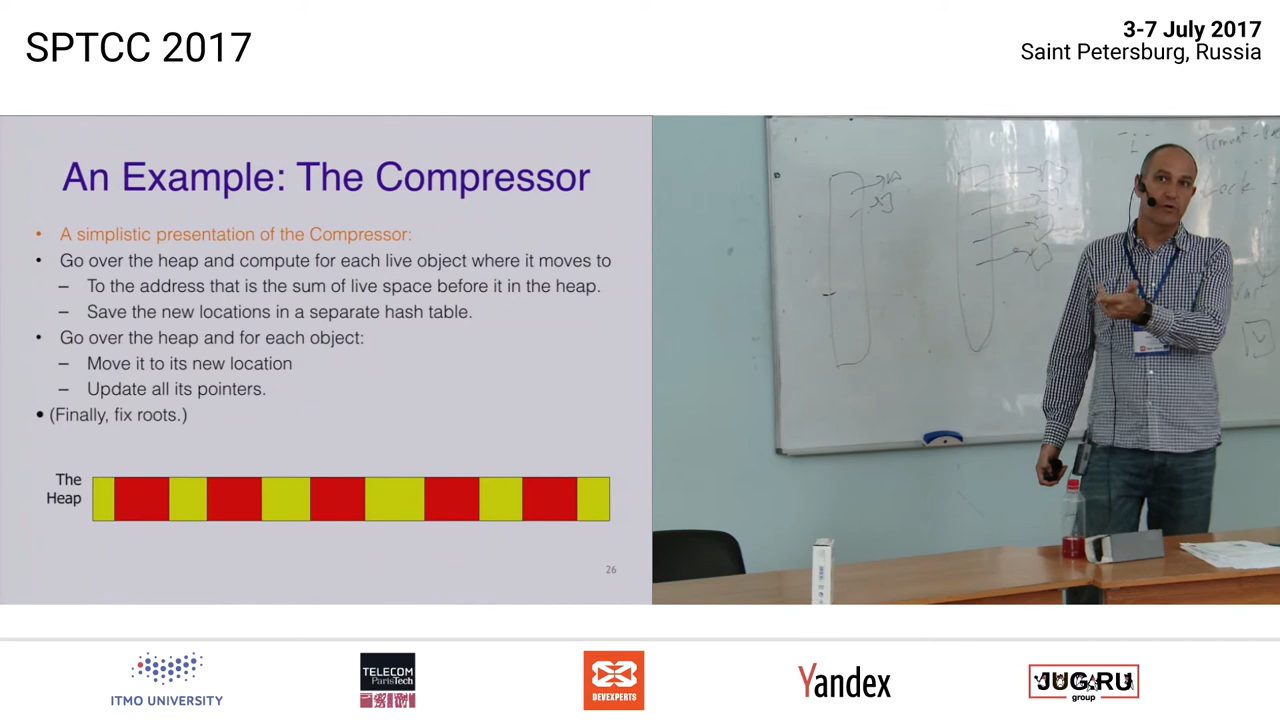 SPTCC 2017
3-7 July 2017
Saint Petersburg, Russia
An Example: The Compressor
• A simplistic presentation of the Compressor:
• Go over the heap and compute for each live object where it moves to
– To the address that is the sum of live space before it in the heap.
– Save the new locations in a separate hash table.
• Go over the heap and for each object:
– Move it to its new location
– Update all its pointers.
• (Finally, fix roots.)
The
Heap
26
ITMO UNIVERSITY
TELECOM
ParisTech
DEVEXPERTS
Yandex
JUG.RU
group